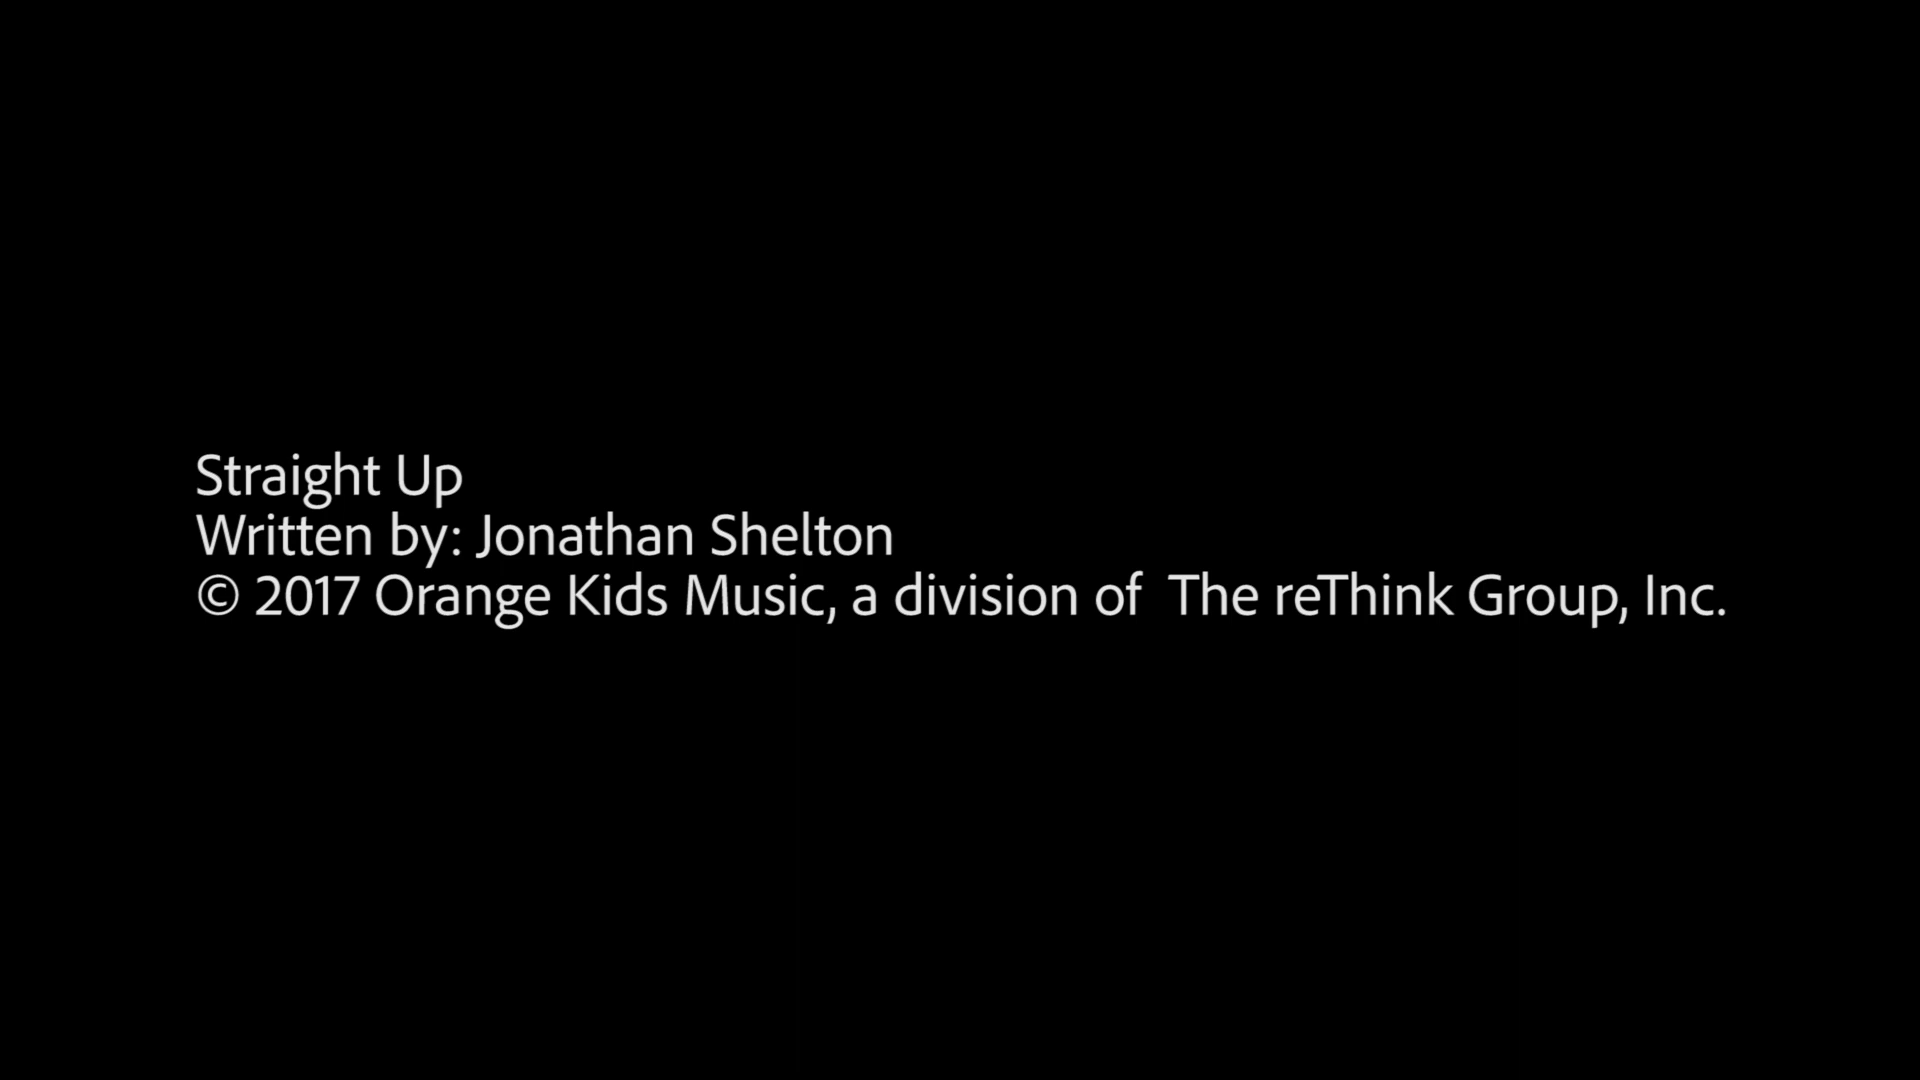 Straight Up
Written by: Jonathan Shelton
© 2017 Orange Kids Music, a division of  The reThink Group, Inc.